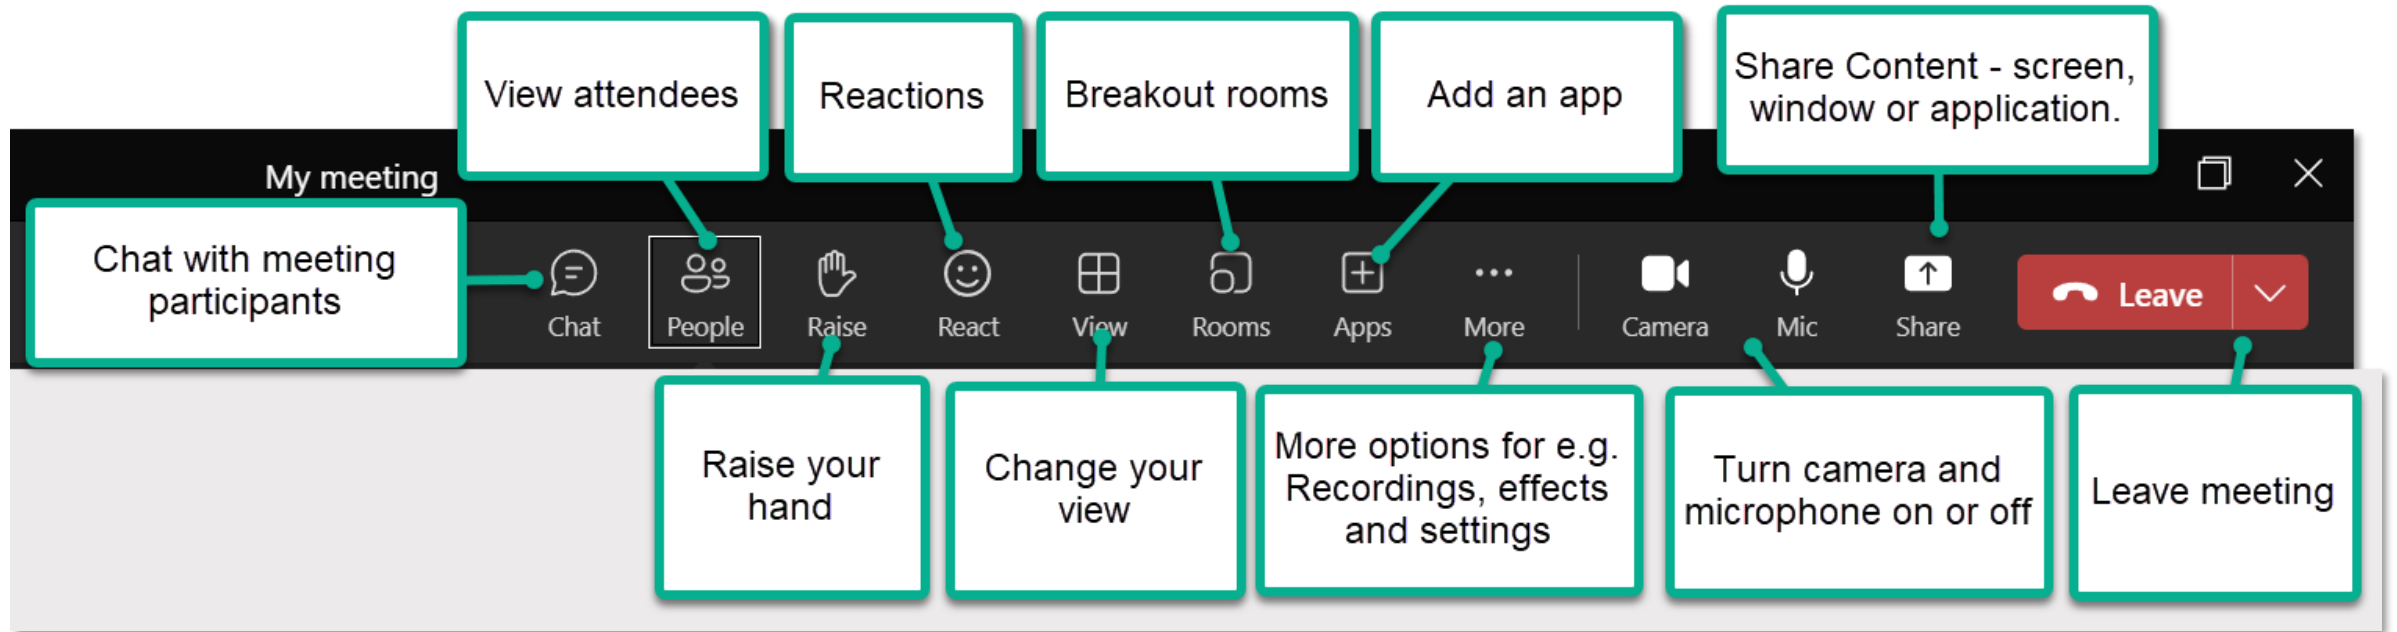 View attendees
Reactions
Breakout rooms
Add an app
Share Content - screen,
window or application.
My meeting
Chat with meeting
participants
Chat
People
Raise
React
View
Rooms
Apps
More
Camera
Mic
Share
Leave
Raise your
hand
Change your
view
More options for e.g.
Recordings, effects
and settings
Turn camera and
microphone on or off
Leave meeting